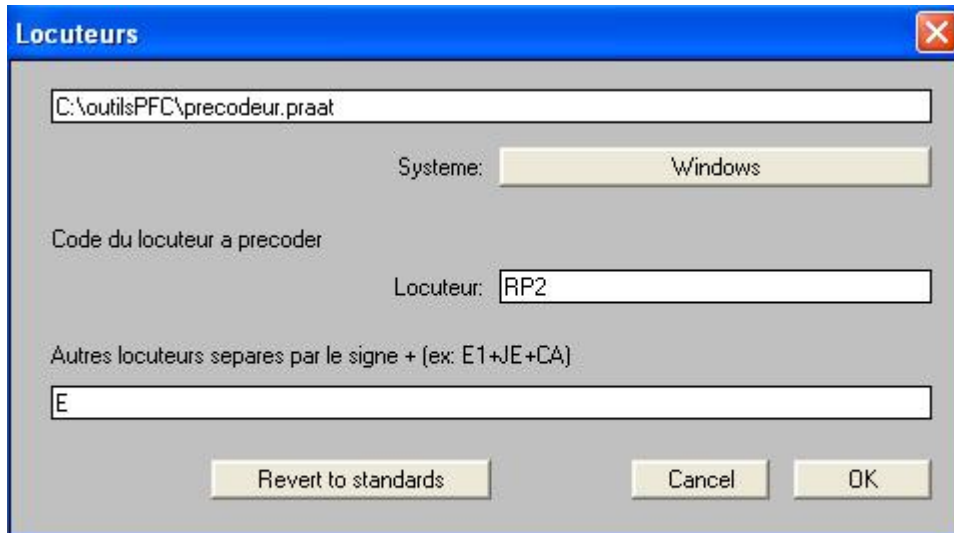 Locuteurs
C:\outilsPFC\precodeur.praat
Systeme: Windows
Code du locuteur a precoder
Locuteur: RP2
Autres locuteurs separes par le signe + (ex: E1+JE+CA)
E
Revert to standards Cancel OK